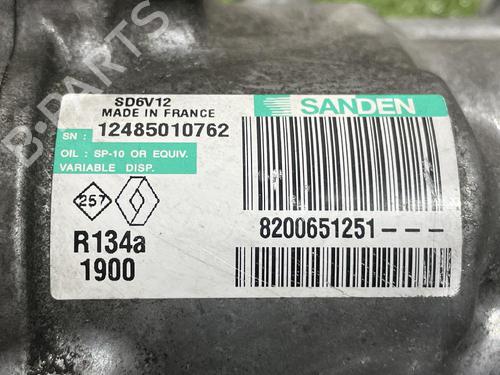 SD6V12
MADE IN FRANCE
SANDEN
SN : 12485010762
OIL : SP-10 OR EQUIV.
VARIABLE DISP.
257
8200651251---
R134a
1900
B-PARTS